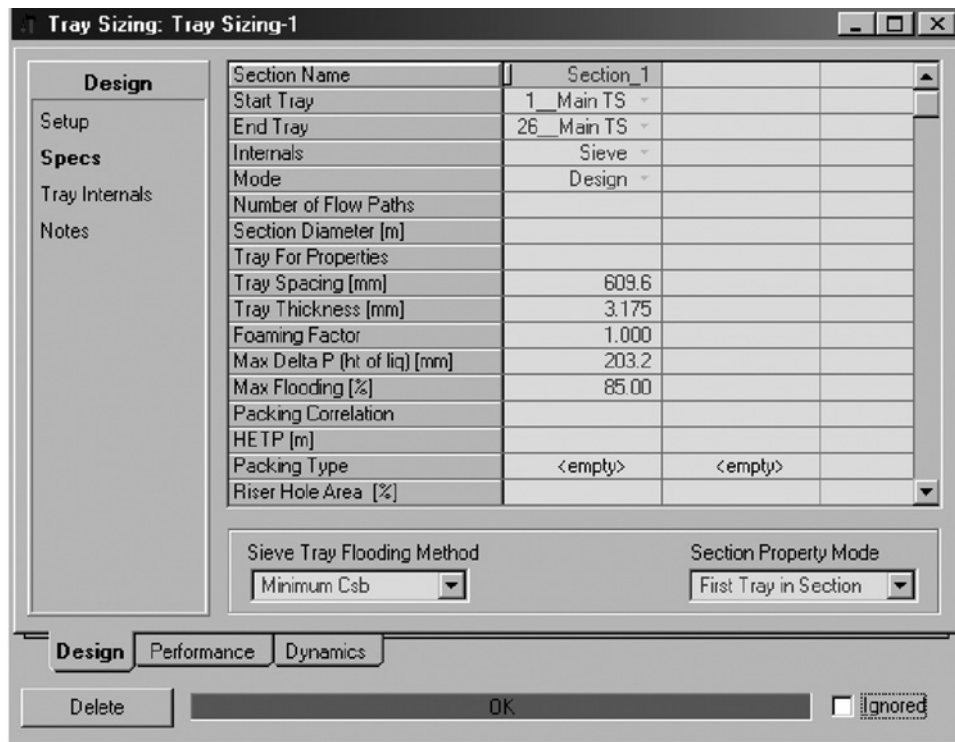 Tray Sizing: Tray Sizing-1
Design
Setup
Specs
Tray Internals
Notes
Section Name Section_1
Start Tray 1__Main TS
End Tray 26__Main TS
Internals Sieve
Mode Design
Number of Flow Paths
Section Diameter [m]
Tray For Properties
Tray Spacing [mm] 609.6
Tray Thickness [mm] 3.175
Foaming Factor 1.000
Max Delta P (ht of liq) [mm] 203.2
Max Flooding [%] 85.00
Packing Correlation
HETP [m]
Packing Type <empty> <empty>
Riser Hole Area [%]
Sieve Tray Flooding Method Section Property Mode
Minimum Csb First Tray in Section
Design Performance Dynamics
Delete OK Ignored